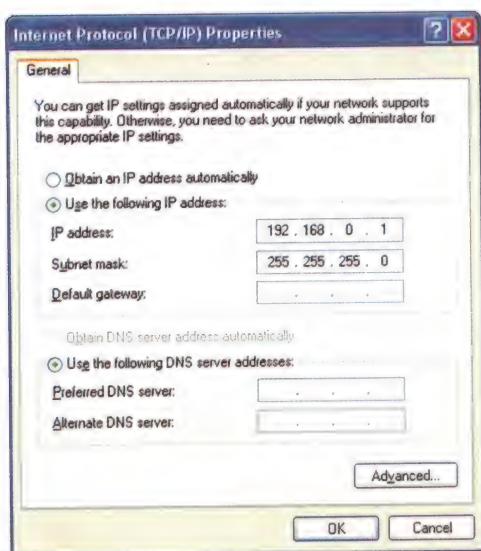 Internet Protocol (TCP/IP) Properties
General
You can get IP settings assigned automatically if your network supports
this capability. Otherwise, you need to ask your network administrator for
the appropriate IP settings.
Obtain an IP address automatically
Use the following IP address:
IP address: 192 . 168 . 0 . 1
Subnet mask: 255 . 255 . 255 . 0
Default gateway: . . .
Obtain DNS server address automatically
Use the following DNS server addresses:
Preferred DNS server: . . .
Alternate DNS server: . . .
Advanced...
OK Cancel